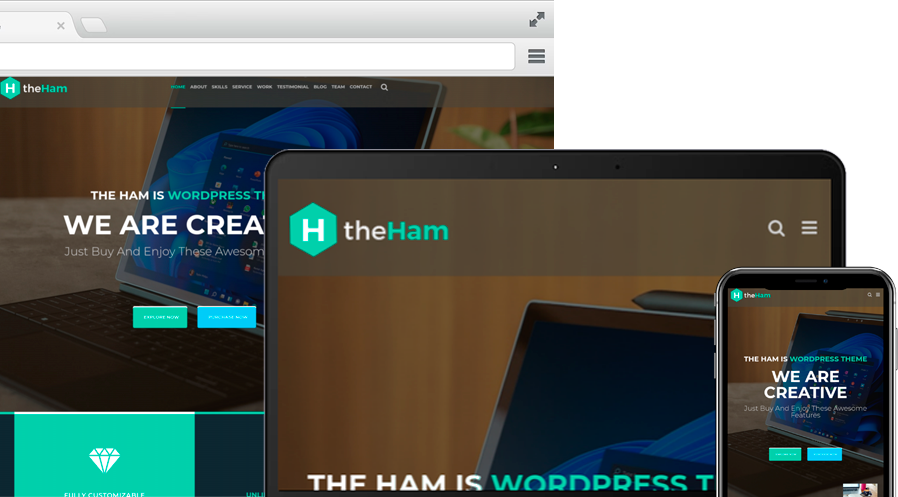 theHam
HOME ABOUT SKILLS SERVICE WORK TESTIMONIAL BLOG TEAM CONTACT
THE HAM IS WORDPRESS TH
WE ARE CREA
Just Buy And Enjoy These Awesom
EXPLORE NOW PURCHASE NOW
FULLY CUSTOMIZABLE
UNLI
theHam
THE HAM IS WORDPRESS T
theHam
THE HAM IS WORDPRESS THEME
WE ARE
CREATIVE
Just Buy And Enjoy These Awesome
Features